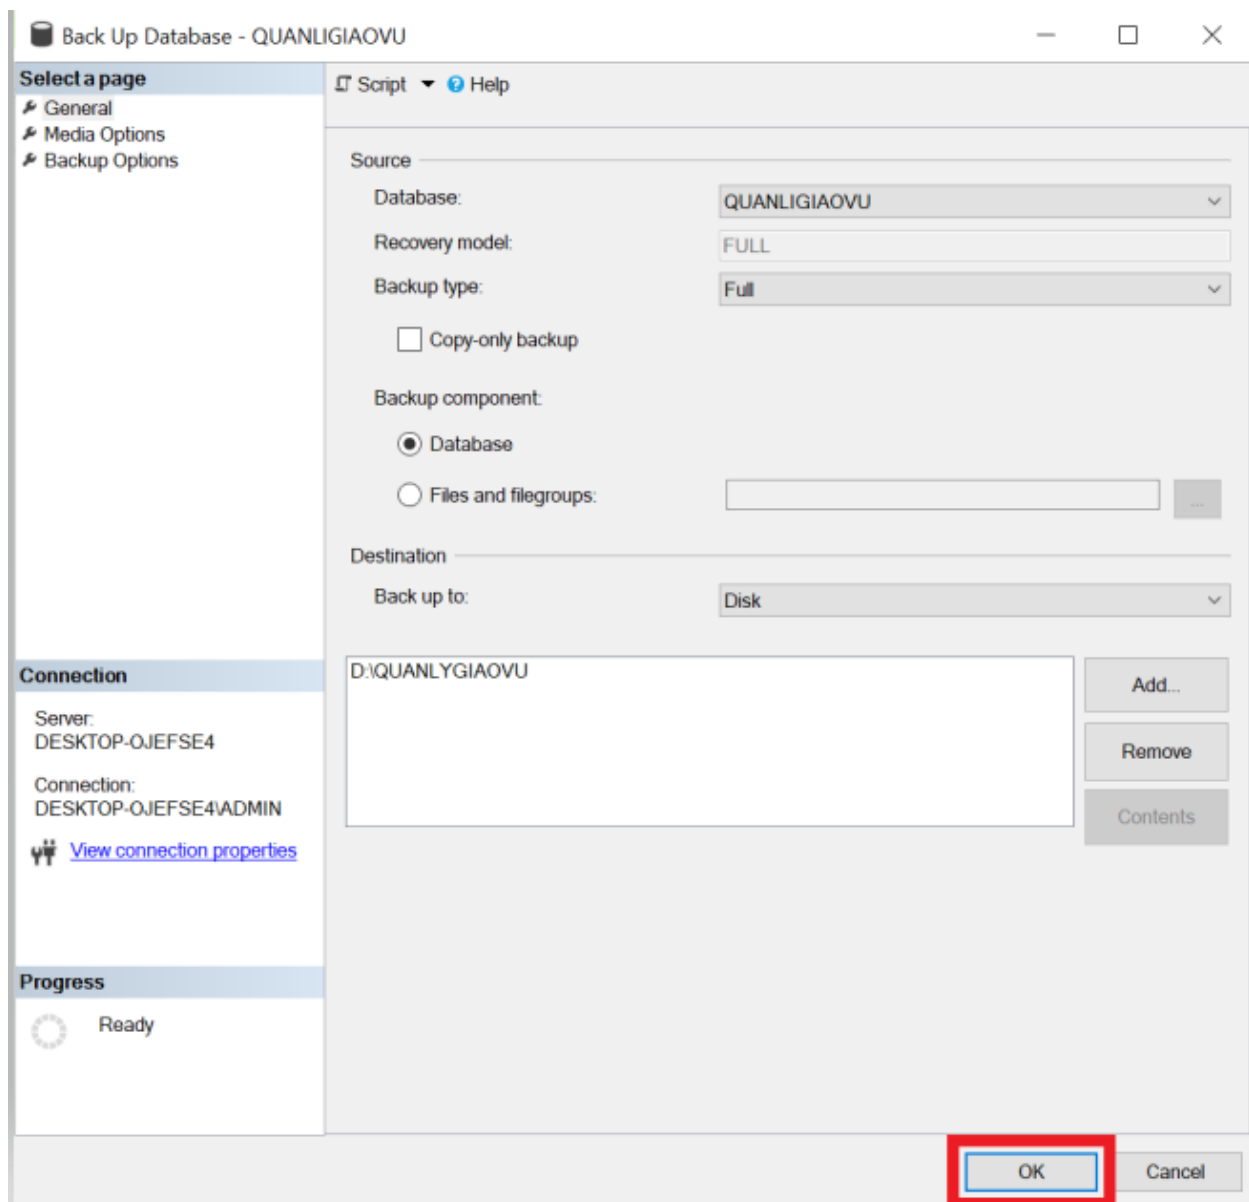 Back Up Database - QUANLIGIAOVU
Select a page
General
Media Options
Backup Options
Script Help
Source
Database: QUANLIGIAOVU
Recovery model: FULL
Backup type: Full
Copy-only backup
Backup component:
Database
Files and filegroups:
...
Destination
Back up to: Disk
D:\QUANLYGIAOVU
Add...
Remove
Contents
Connection
Server:
DESKTOP-OJEFSE4
Connection:
DESKTOP-OJEFSE4\ADMIN
View connection properties
Progress
Ready
OK Cancel